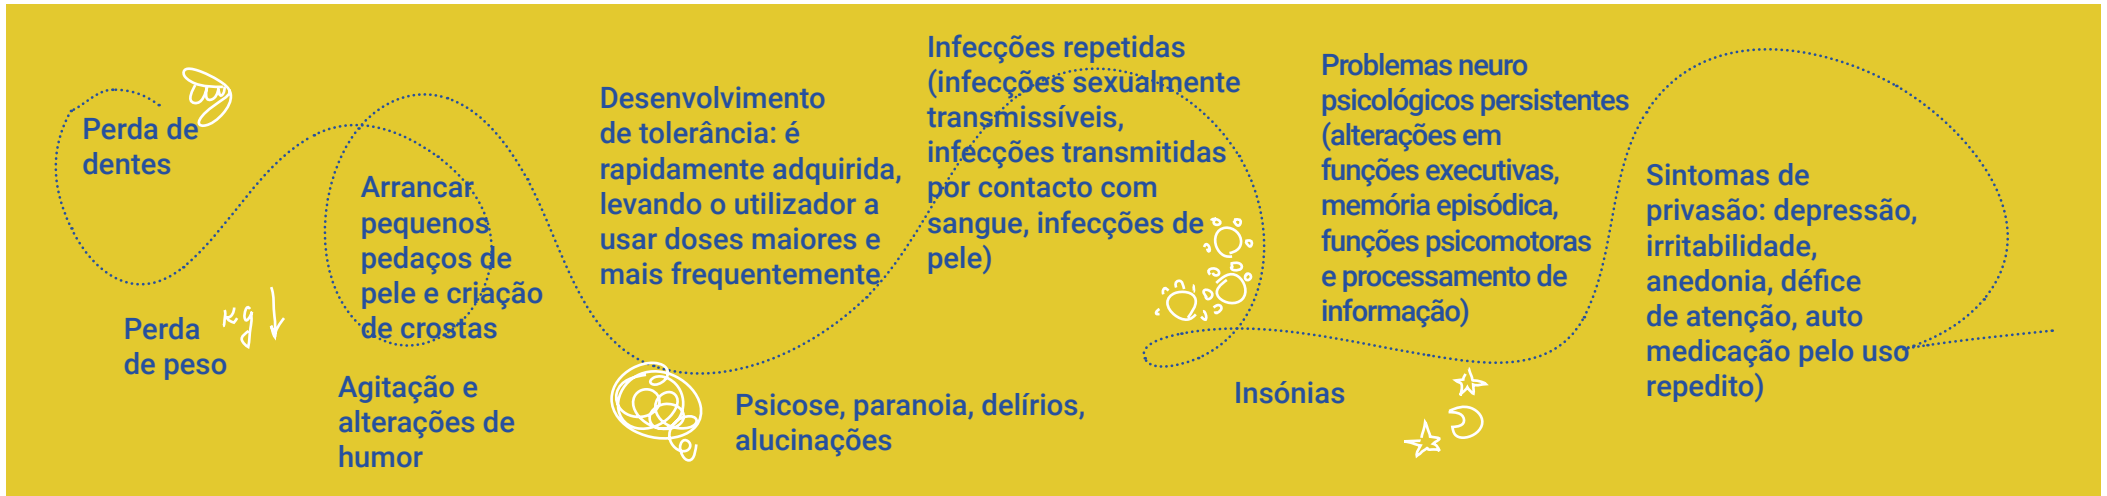 Perda de
dentes
Perda
de peso
kg
Arrancar
pequenos
pedaços de
pele e criação
de crostas
Agitação e
alterações de
humor
Desenvolvimento
de tolerância: é
rapidamente adquirida,
levando o utilizador a
usar doses maiores e
mais frequentemente
Psicose, paranoia, delírios,
alucinações
Infecções repetidas
(infecções sexualmente
transmissíveis,
infecções transmitidas
por contacto com
sangue, infecções de
pele)
Insónias
Problemas neuro
psicológicos persistentes
(alterações em
funções executivas,
memória episódica,
funções psicomotoras
e processamento de
informação)
Sintomas de
privasão: depressão,
irritabilidade,
anedonia, défice
de atenção, auto
medicação pelo uso
repedito)